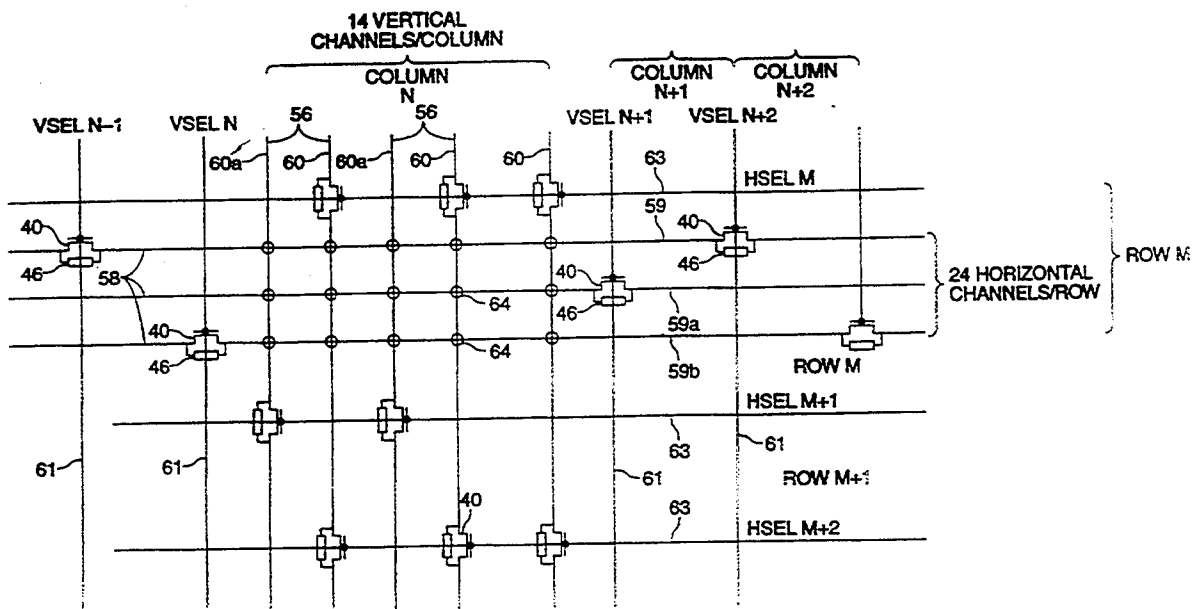 14 VERTICAL
CHANNELS/COLUMN
COLUMN
N
COLUMN
N+1
COLUMN
N+2
VSEL N–1
VSEL N
56
56
VSEL N+1
VSEL N+2
60a
60
60a
60
60
63
HSEL M
40
59
40
ROW M
46
58
40
46
24 HORIZONTAL
CHANNELS/ROW
64
46
59a
40
46
64
59b
ROW M
HSEL M+1
63
61
61
61
61
ROW M+1
40
63
HSEL M+2